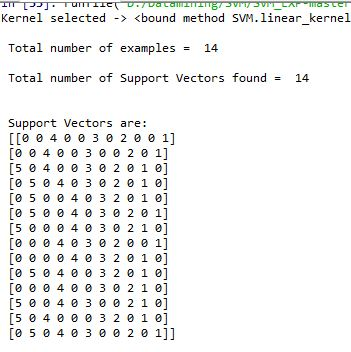 In [55]: runfile('D:/Datamining/SVM/SVM_EXP-master
Kernel selected -> <bound method SVM.linear_kernel
Total number of examples =  14
Total number of Support Vectors found =  14
Support Vectors are:
[[0 0 4 0 0 3 0 2 0 0 1]
[0 0 4 0 0 3 0 0 2 0 1]
[5 0 4 0 0 3 0 2 0 1 0]
[0 5 0 4 0 3 0 2 0 1 0]
[0 5 0 0 4 0 3 2 0 1 0]
[0 5 0 0 4 0 3 0 2 0 1]
[5 0 0 0 4 0 3 0 2 1 0]
[0 0 4 0 3 0 2 0 0 1]
[0 0 0 4 0 3 2 0 1 0]
[0 5 0 4 0 0 3 2 0 1 0]
[0 0 0 4 0 0 3 0 2 1 0]
[5 0 0 4 0 3 0 0 2 1 0]
[5 0 4 0 0 0 3 2 0 1 0]
[0 5 0 4 0 3 0 0 2 0 1]]